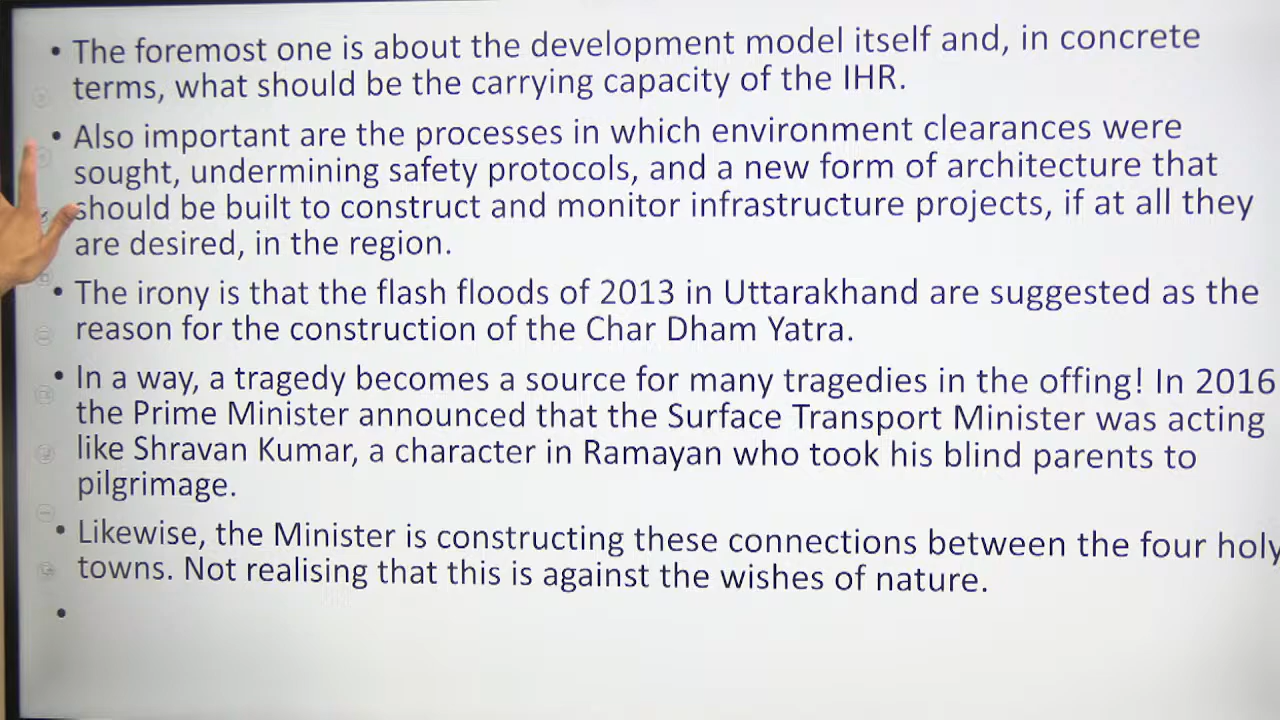 • The foremost one is about the development model itself and, in concrete
terms, what should be the carrying capacity of the IHR.
• Also important are the processes in which environment clearances were
sought, undermining safety protocols, and a new form of architecture that
should be built to construct and monitor infrastructure projects, if at all they
are desired, in the region.
• The irony is that the flash floods of 2013 in Uttarakhand are suggested as the
reason for the construction of the Char Dham Yatra.
• In a way, a tragedy becomes a source for many tragedies in the offing! In 2016
the Prime Minister announced that the Surface Transport Minister was acting
like Shravan Kumar, a character in Ramayan who took his blind parents to
pilgrimage.
• Likewise, the Minister is constructing these connections between the four holy
towns. Not realising that this is against the wishes of nature.
•